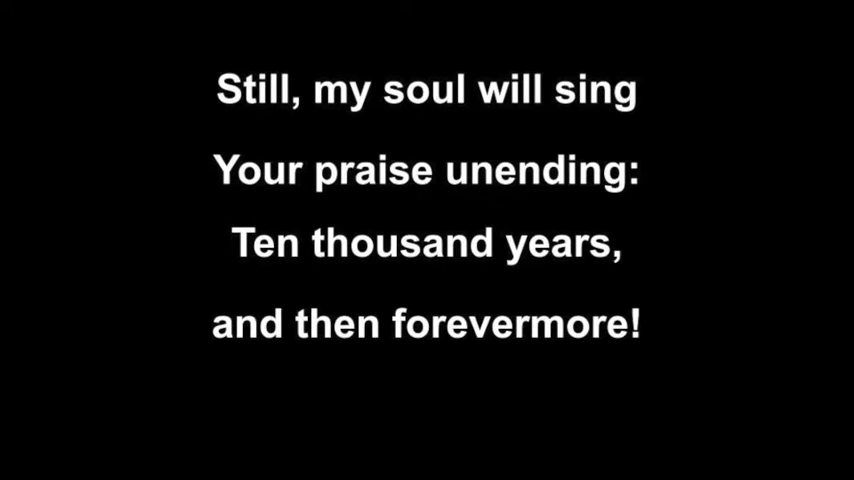 Still, my soul will sing
Your praise unending:
Ten thousand years,
and then forevermore!